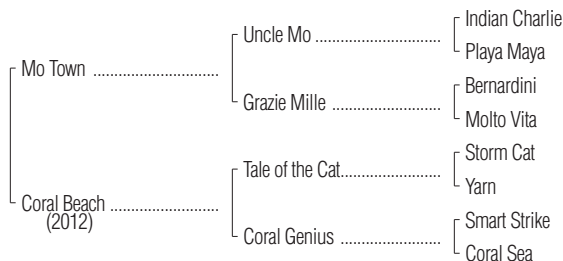 Indian Charlie
Uncle Mo ........................................
Playa Maya
Mo Town ........................................
Bernardini
Grazie Mille ....................................
Molto Vita
Storm Cat
Tale of the Cat...............................
Yarn
Coral Beach ...................................
(2012)
Smart Strike
Coral Genius ................................
Coral Sea